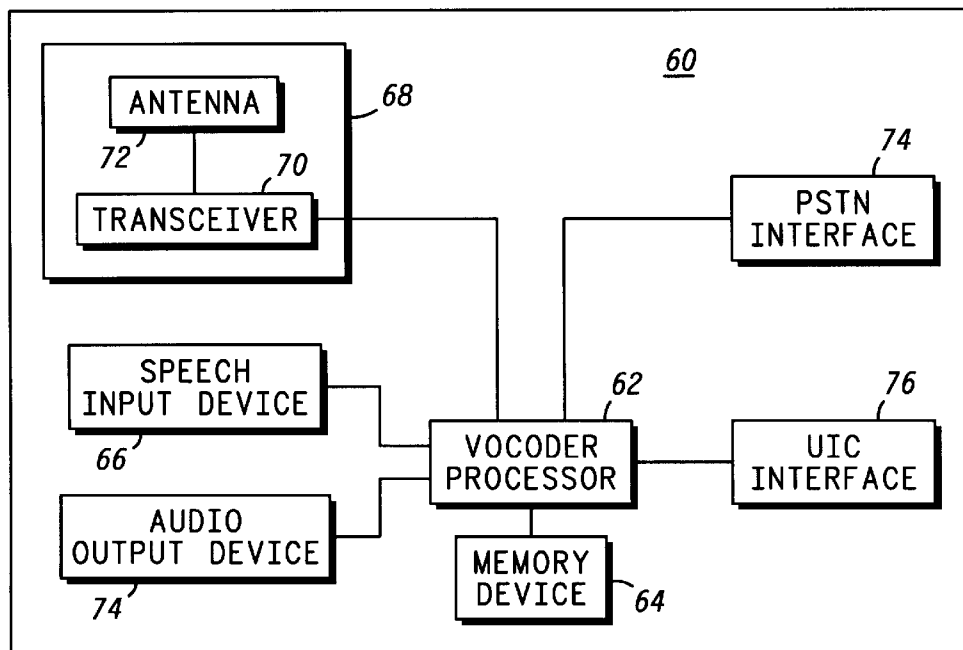 60
ANTENNA
68
72
70
TRANSCEIVER
74
PSTN
INTERFACE
SPEECH
INPUT DEVICE
66
62
VOCODER
PROCESSOR
76
UIC
INTERFACE
AUDIO
OUTPUT DEVICE
74
MEMORY
DEVICE
64